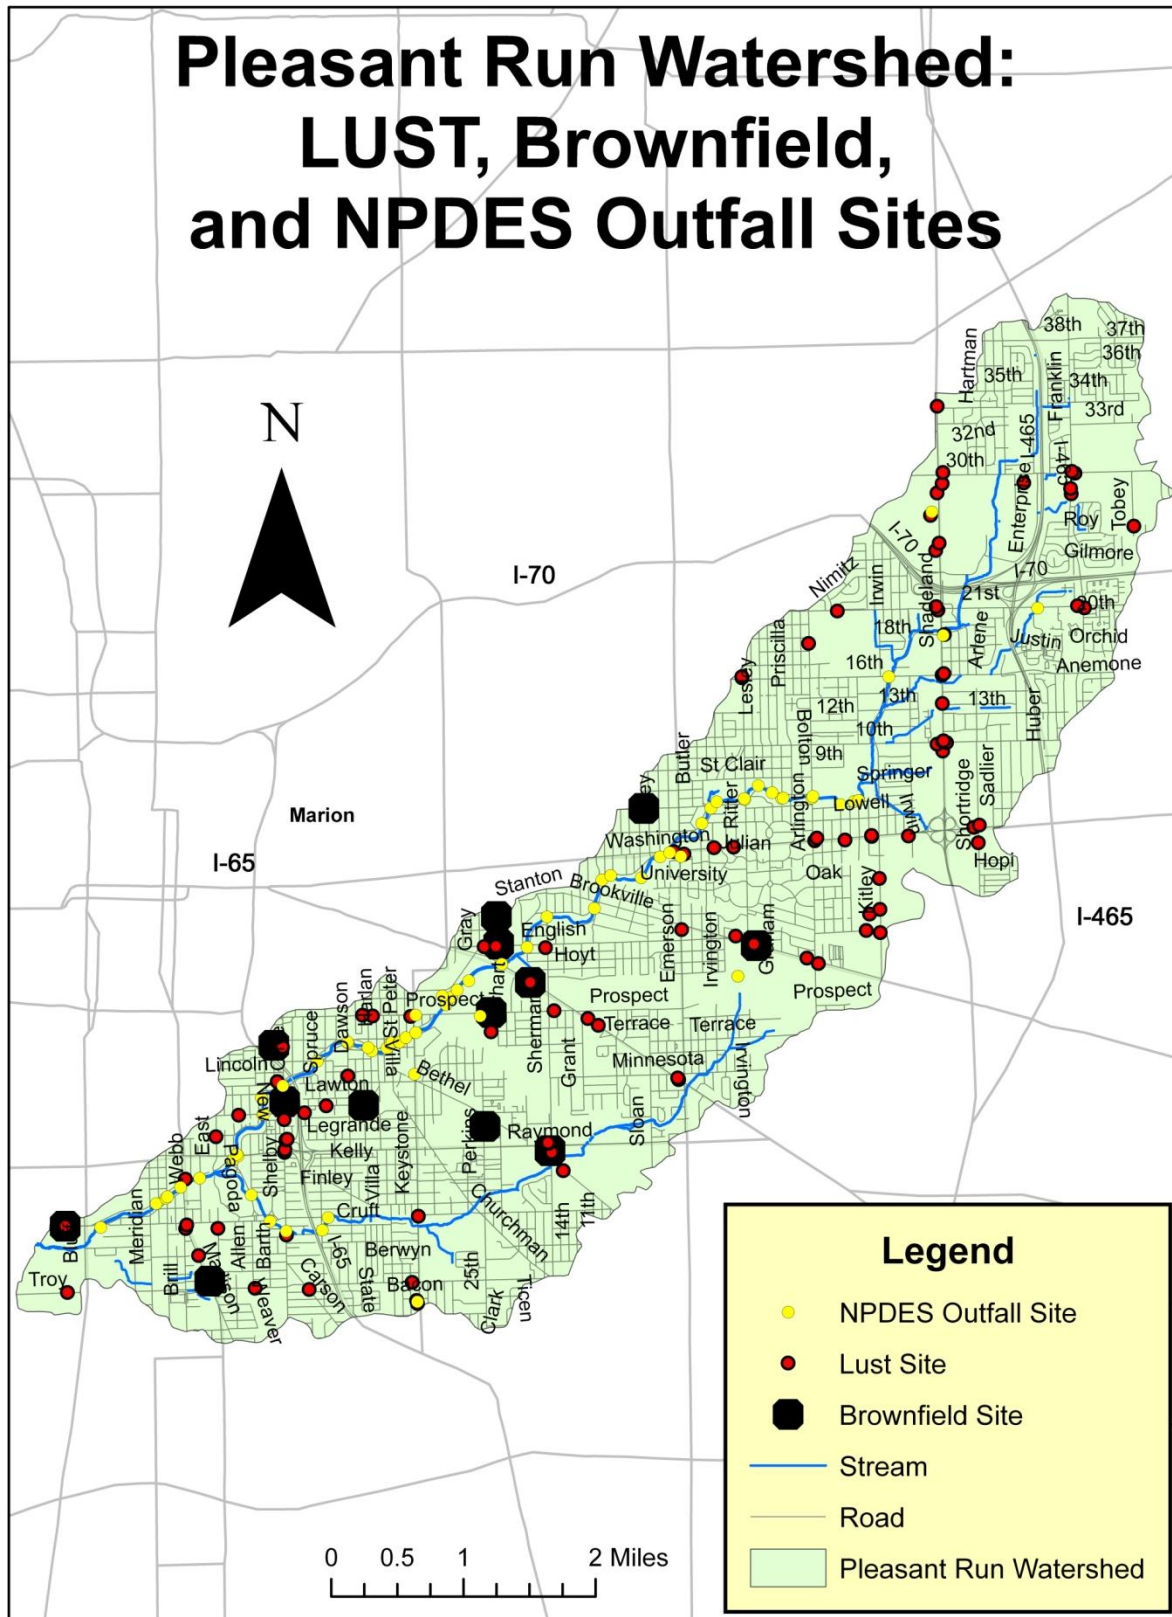 Pleasant Run Watershed:
LUST, Brownfield,
and NPDES Outfall Sites
N
38th
37th
Hartman
36th
35th
Franklin
34th
33rd
I-465
32nd
30th
Enterprise
Tobey
Roy
I-70
Gilmore
I-70
I-70
Nimitz
Irwin
21st
Shadeland
30th
18th
Arlene
Justin
Orchid
Priscilla
16th
Anemone
Lesley
13th
13th
12th
Huber
Bolton
10th
Butler
9th
St Clair
Springer
Sadlier
Marion
Ritter
Arlington
Lowell
Irwin
Shortridge
Washington
Julian
I-65
Hopi
University
Oak
Stanton
Brookville
Kitley
I-465
Gray
English
Hoyt
Emerson
Irvington
Prospect
Harlan
St Peter
Prospect
Prospect
Dawson
Sherman
Terrace
Terrace
Spruce
Villa
Grant
Minnesota
Lincoln
Bethel
Irvington
Lawton
Legrande
Perkins
Raymond
Sloan
East
Webb
Kelly
Keystone
Shelby
Pagoda
Finley
Villa
Churchman
Meridian
Cruft
14th
11th
Allen
Barth
I-65
Berwyn
Troy
Brill
Madison
25th
Carson
State
Bacon
Weaver
Clark
Ticen
Legend
NPDES Outfall Site
Lust Site
Brownfield Site
Stream
Road
Pleasant Run Watershed
0 0.5 1 2 Miles